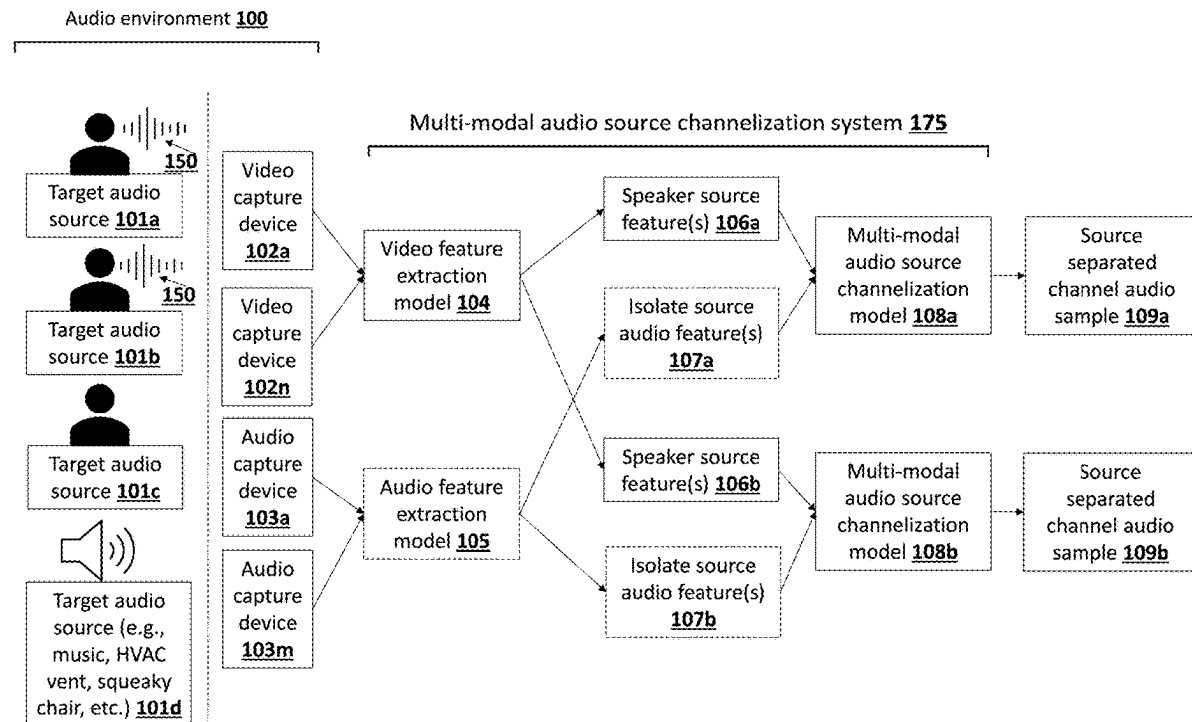 Audio environment 100
Multi-modal audio source channelization system 175
150
Target audio
source 101a
150
Target audio
source 101b
Target audio
source 101c
Target audio
source (e.g.,
music, HVAC
vent, squeaky
chair, etc.) 101d
Video
capture
device
102a
Video
capture
device
102n
Audio
capture
device
103a
Audio
capture
device
103m
Video feature
extraction
model 104
Audio feature
extraction
model 105
Speaker source
feature(s) 106a
Isolate source
audio feature(s)
107a
Speaker source
feature(s) 106b
Isolate source
audio feature(s)
107b
Multi-modal
audio source
channelization
model 108a
Multi-modal
audio source
channelization
model 108b
Source
separated
channel audio
sample 109a
Source
separated
channel audio
sample 109b